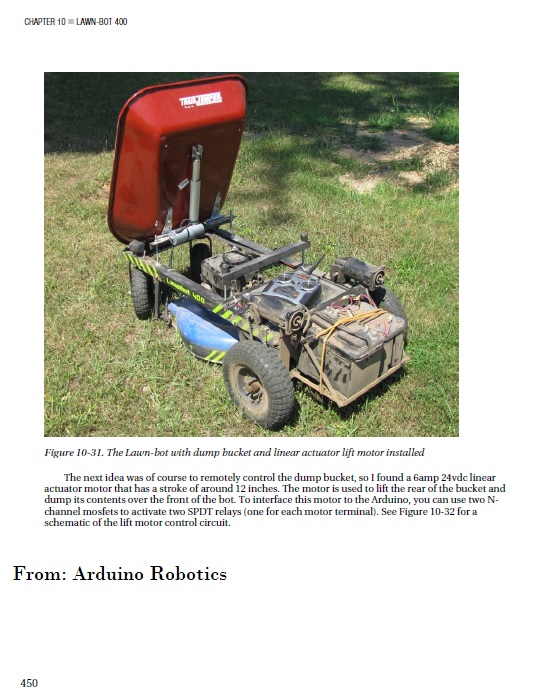 CHAPTER 10 ■ LAWN-BOT 400
TRUE TEMPER
Lawnbot 400
Figure 10-31. The Lawn-bot with dump bucket and linear actuator lift motor installed
The next idea was of course to remotely control the dump bucket, so I found a 6amp 24vdc linear
actuator motor that has a stroke of around 12 inches. The motor is used to lift the rear of the bucket and
dump its contents over the front of the bot. To interface this motor to the Arduino, you can use two N-
channel mosfets to activate two SPDT relays (one for each motor terminal). See Figure 10-32 for a
schematic of the lift motor control circuit.
From: Arduino Robotics
450